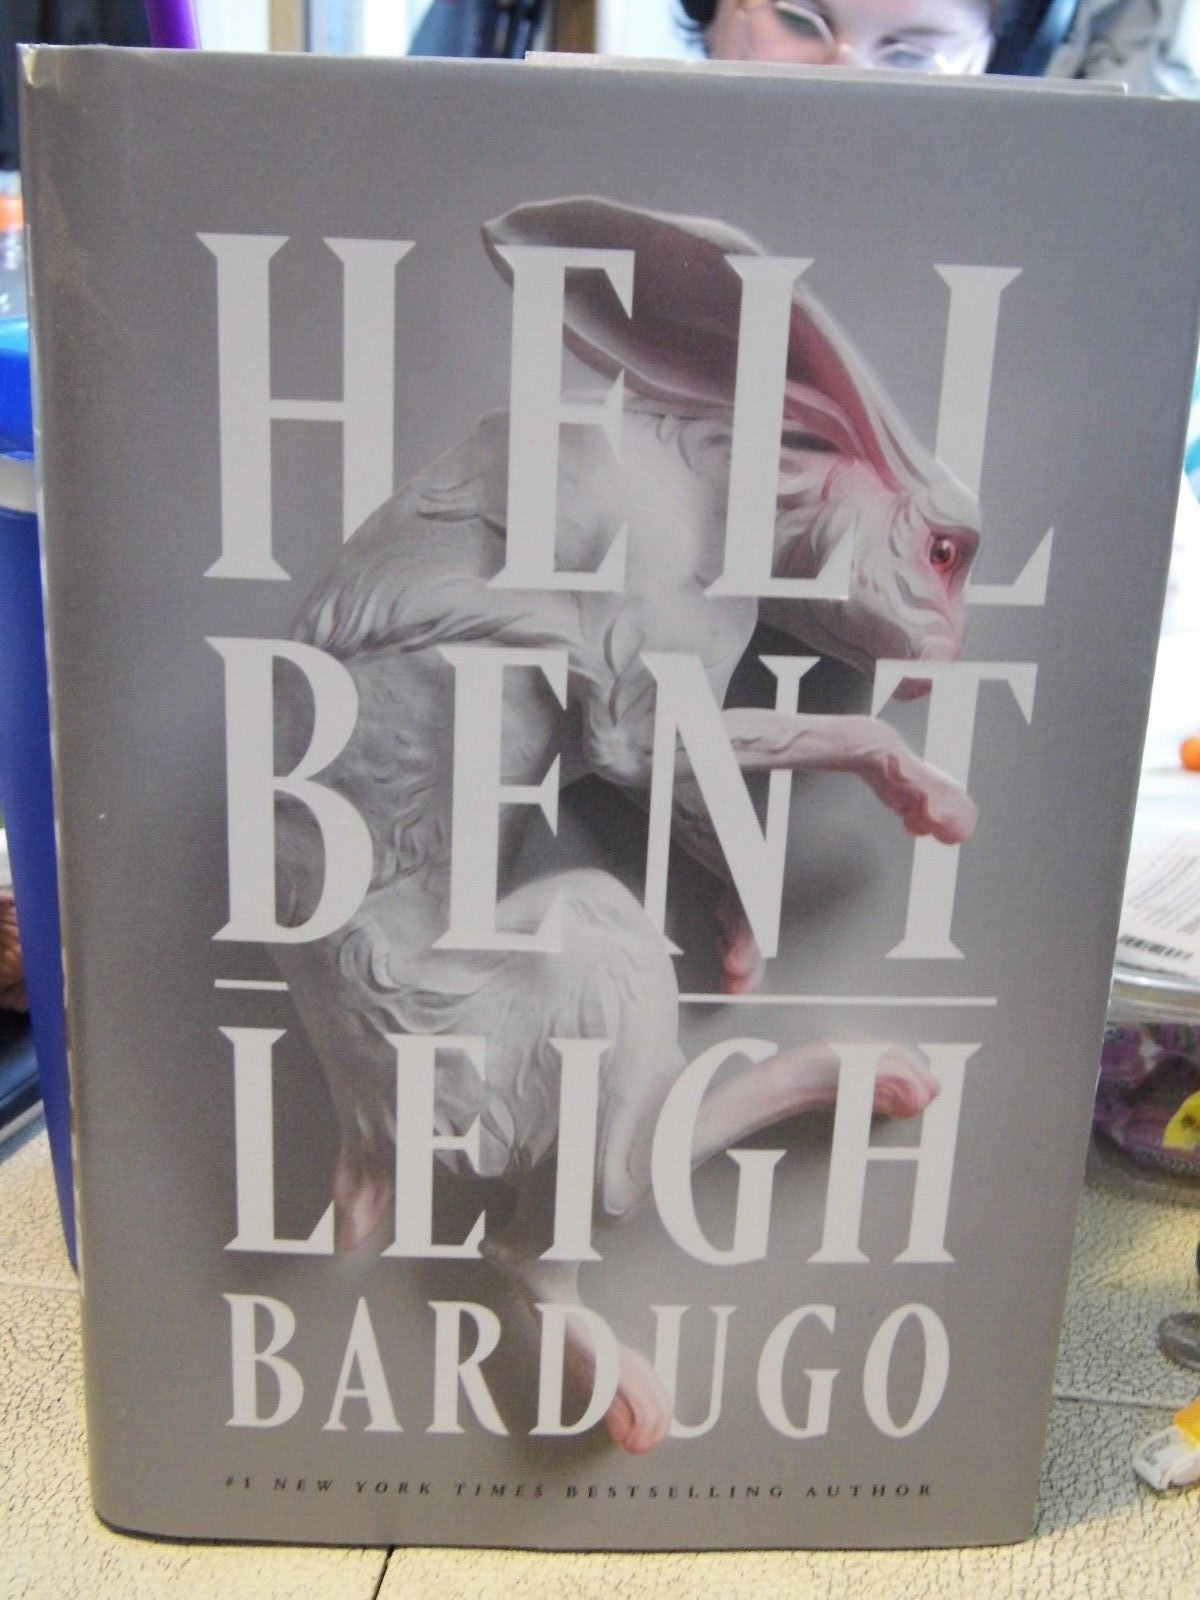 HELL
BENT
LEIGH
BARDUGO
#1 NEW YORK TIMES BESTSELLING AUTHOR